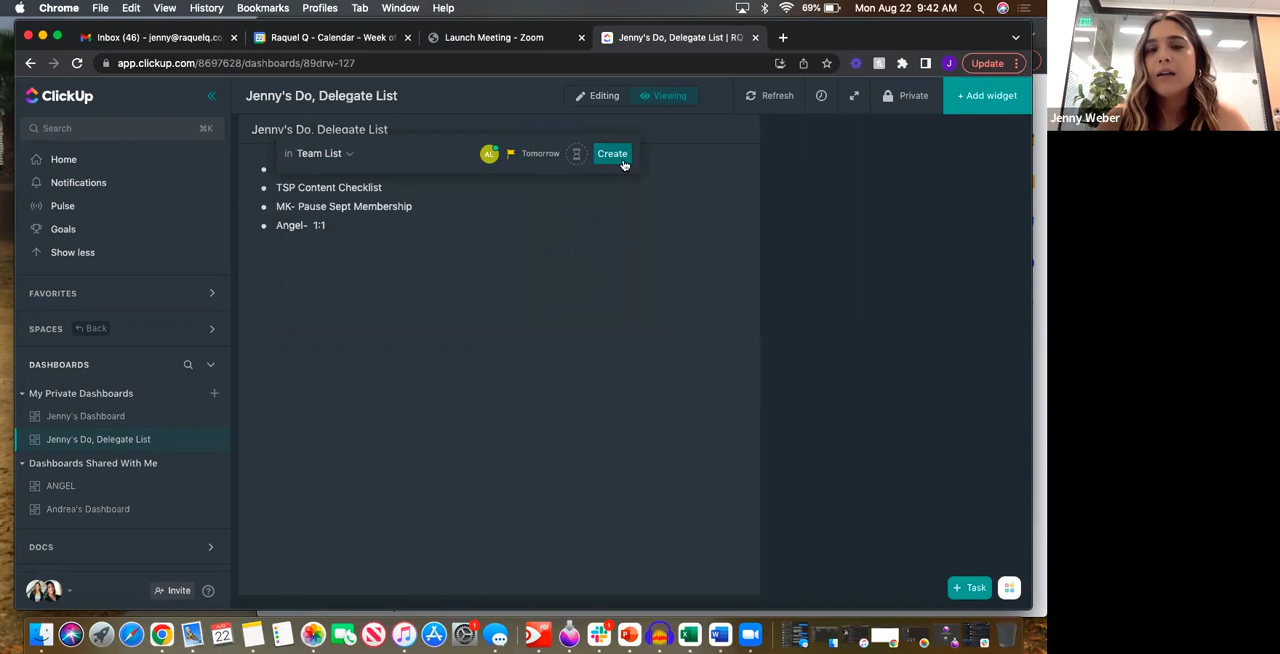 Chrome File Edit View History Bookmarks Profiles Tab Window Help 69% Mon Aug 22 9:42 AM
Inbox (46) - jenny@raquelq.co Raquel Q - Calendar - Week of Launch Meeting - Zoom Jenny's Do, Delegate List | RQ
app.clickup.com/8697628/dashboards/89drw-127 J Update
ClickUp
Jenny's Do, Delegate List Editing Viewing Refresh Private + Add widget
Search ⌘K
Home
Notifications
Pulse
Goals
Show less
FAVORITES
SPACES Back
DASHBOARDS
My Private Dashboards
Jenny's Dashboard
Jenny's Do, Delegate List
Dashboards Shared With Me
ANGEL
Andrea's Dashboard
DOCS
Invite
Jenny's Do, Delegate List
in Team List AL Tomorrow Create
TSP Content Checklist
MK- Pause Sept Membership
Angel- 1:1
+ Task
Jenny Weber
AUG
22
1